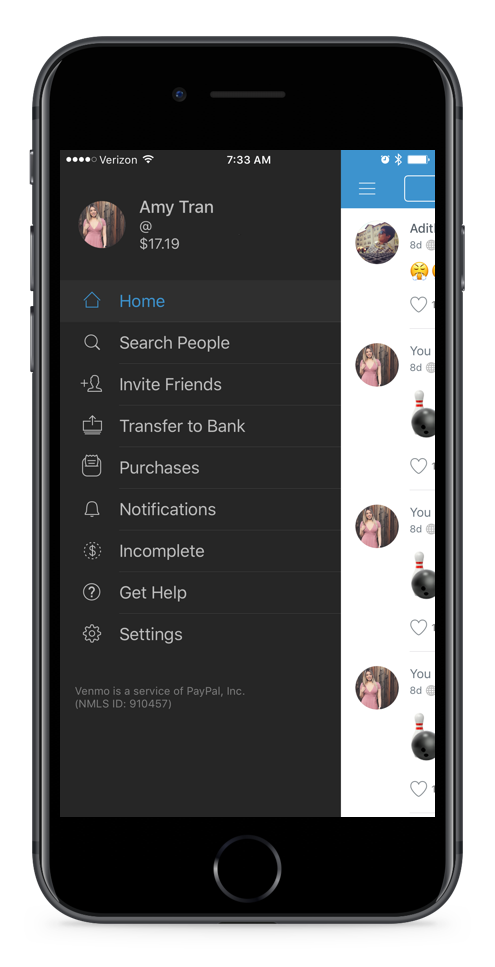 Verizon
7:33 AM
Amy Tran
@
$17.19
Home
Search People
Invite Friends
Transfer to Bank
Purchases
Notifications
Incomplete
Get Help
Settings
Venmo is a service of PayPal, Inc.
(NMLS ID: 910457)
8d
You
8d
You
8d
You
8d